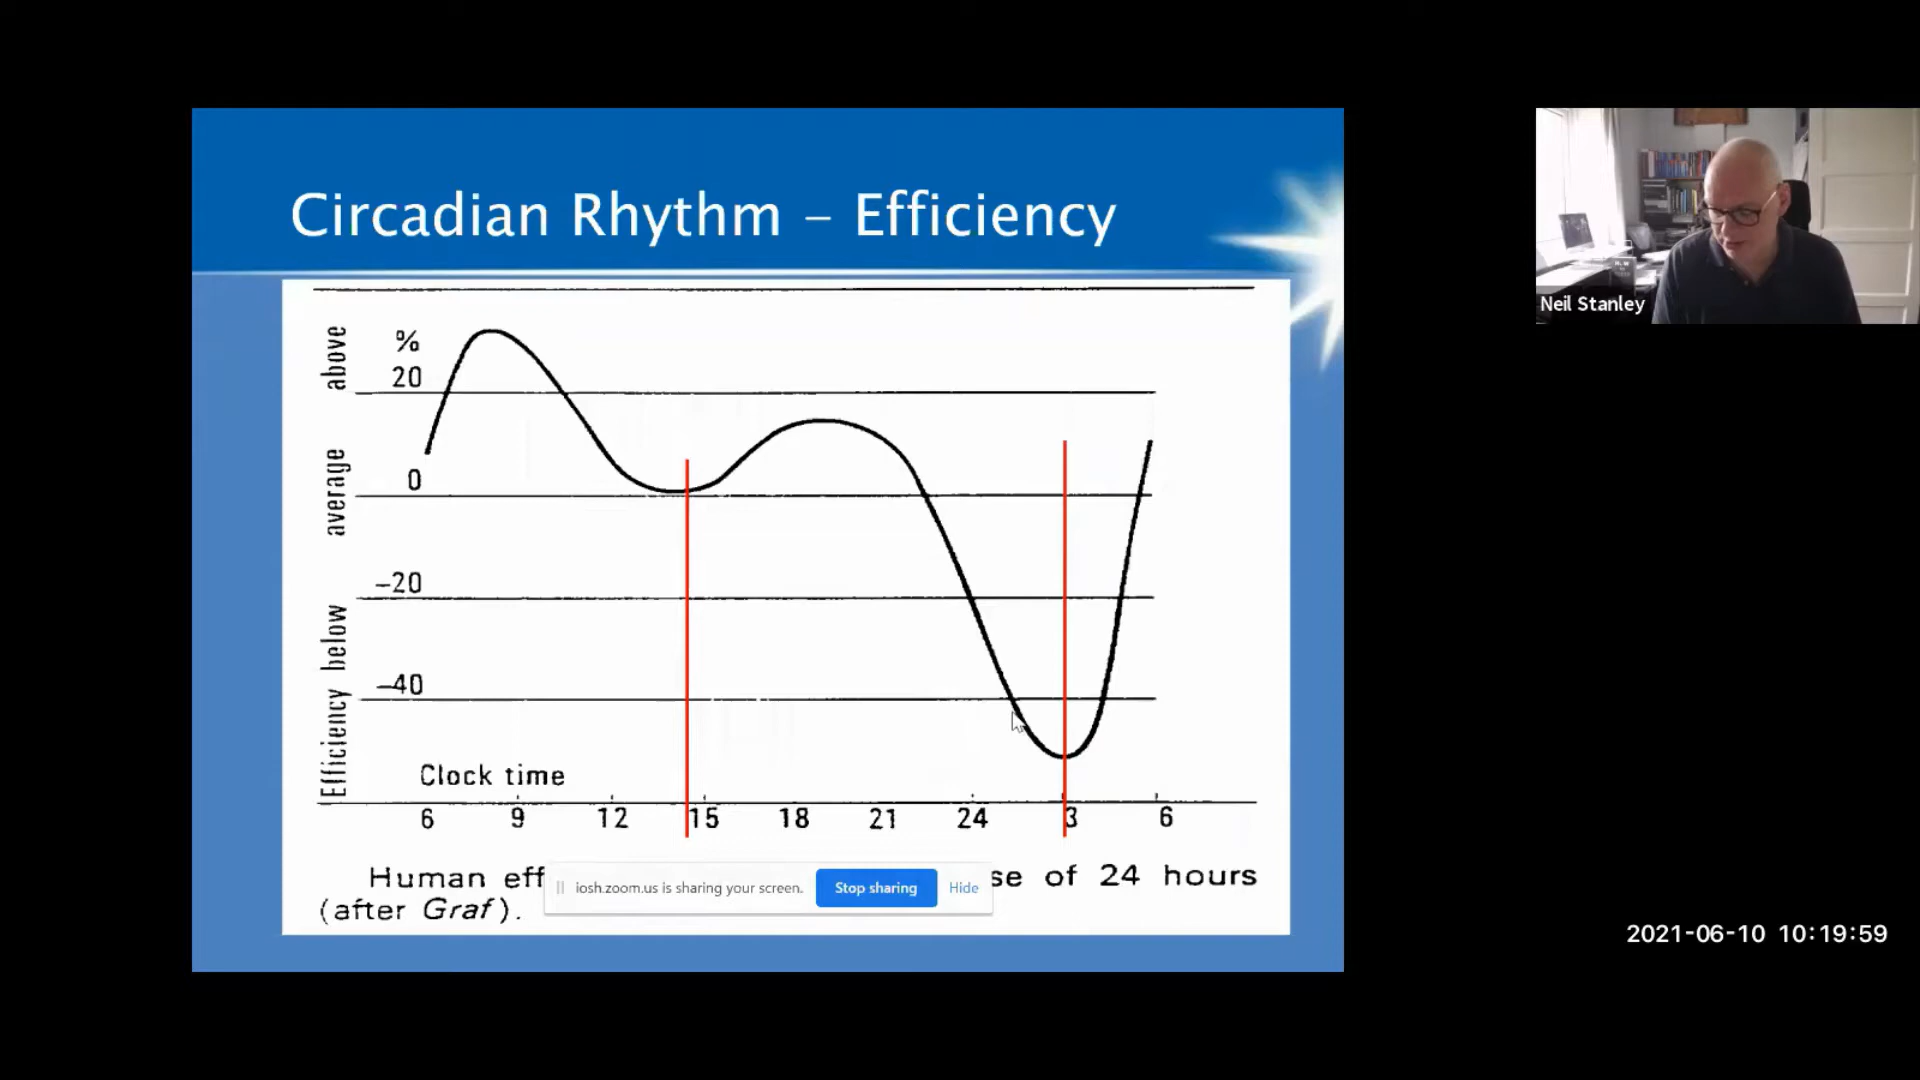 Circadian Rhythm – Efficiency
Efficiency below average above
%
20
0
–20
–40
Clock time
6 9 12 15 18 21 24 3 6
Human eff
se of 24 hours
(after Graf).
iosh.zoom.us is sharing your screen. Stop sharing Hide
Neil Stanley
2021-06-10 10:19:59